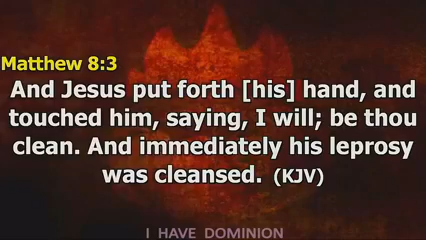 Matthew 8:3
And Jesus put forth [his] hand, and
touched him, saying, I will; be thou
clean. And immediately his leprosy
was cleansed. (KJV)
I HAVE DOMINION